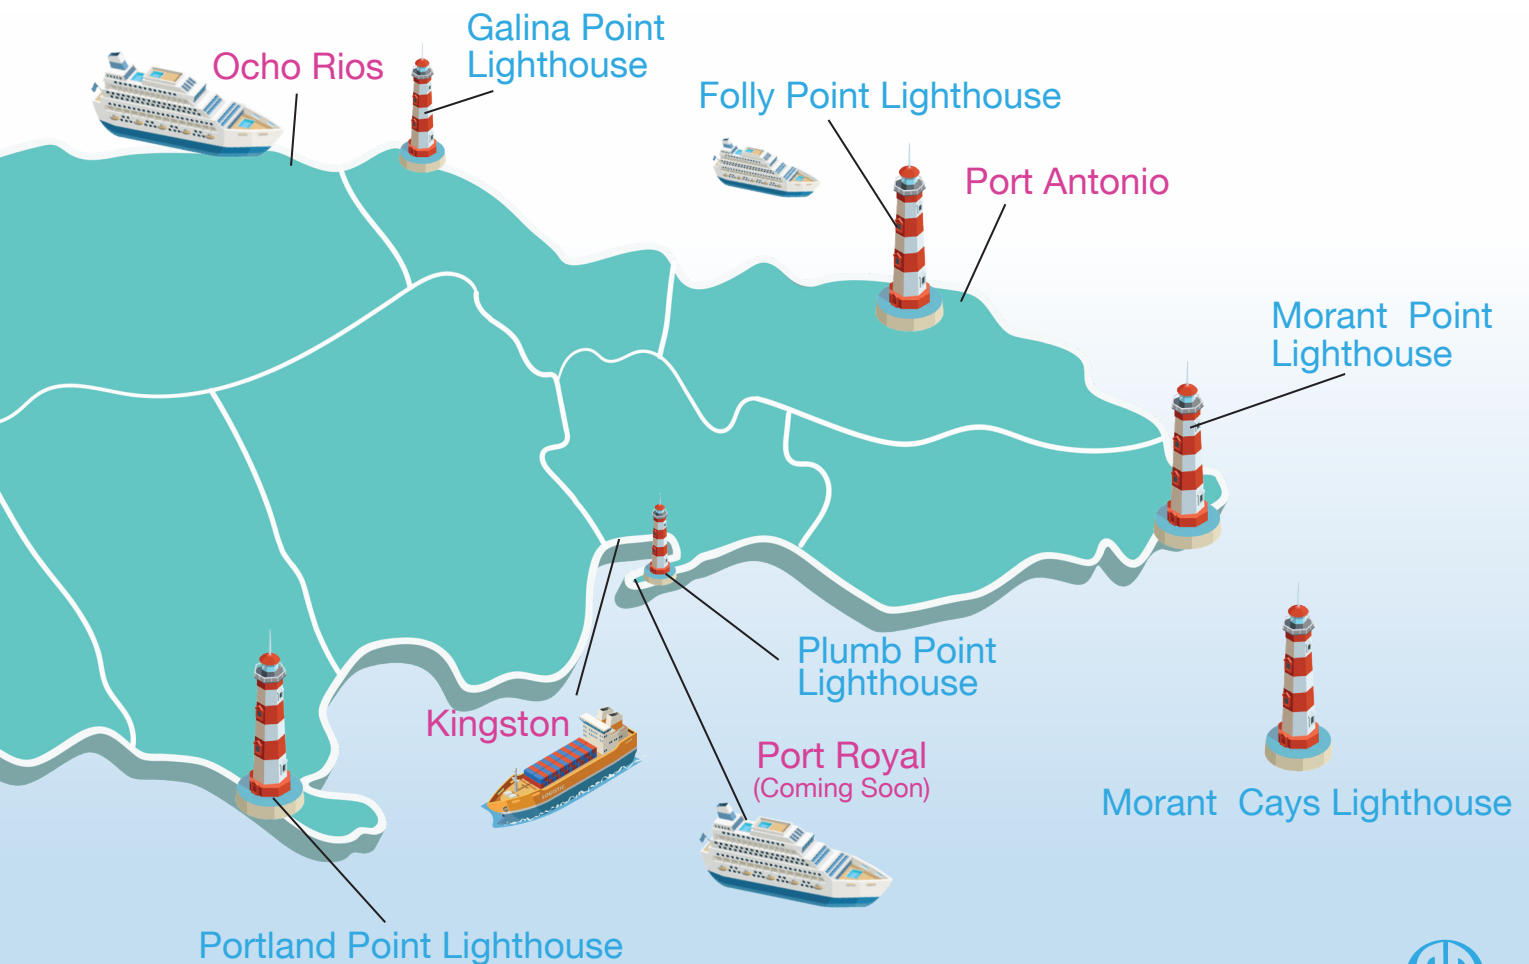 Galina Point
Lighthouse
Ocho Rios
Folly Point Lighthouse
Port Antonio
Morant Point
Lighthouse
Plumb Point
Lighthouse
Kingston
Port Royal
(Coming Soon)
Morant Cays Lighthouse
Portland Point Lighthouse